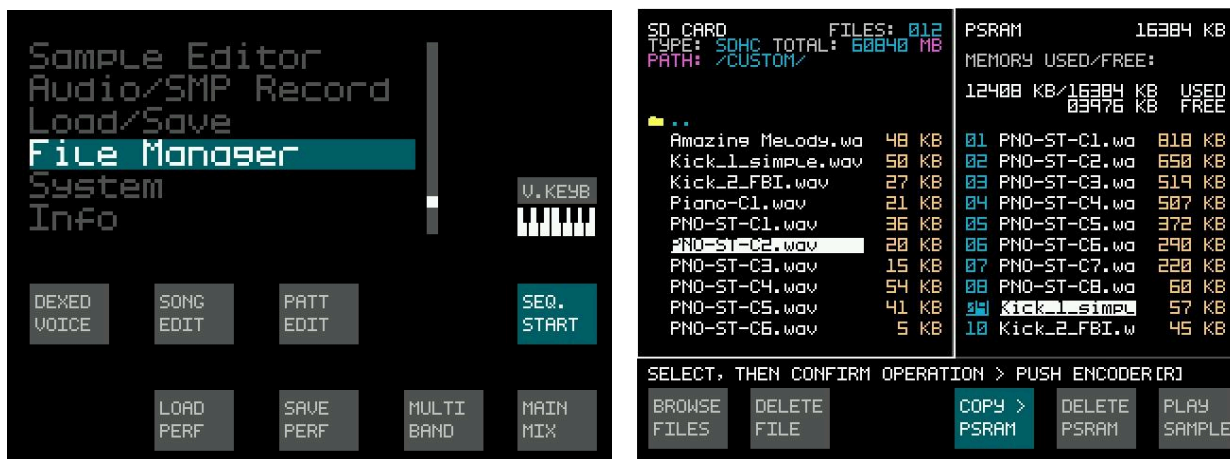 Sample Editor
Audio/SMP Record
Load/Save
File Manager
System
Info
V.KEYB
DEXED VOICE
SONG EDIT
PATT EDIT
SEQ. START
LOAD PERF
SAVE PERF
MULTI BAND
MAIN MIX
SD CARD FILES: 012
TYPE: SDHC TOTAL: 60840 MB
PATH: /CUSTOM/
..
Amazing Melody.wa 48 KB
Kick_1_simple.wav 50 KB
Kick_2_FBI.wav 27 KB
Piano-C1.wav 21 KB
PNO-ST-C1.wav 36 KB
PNO-ST-C2.wav 20 KB
PNO-ST-C3.wav 15 KB
PNO-ST-C4.wav 54 KB
PNO-ST-C5.wav 41 KB
PNO-ST-C6.wav 5 KB
PSRAM 16384 KB
MEMORY USED/FREE:
12408 KB/16384 KB USED
03976 KB FREE
01 PNO-ST-C1.wa 818 KB
02 PNO-ST-C2.wa 650 KB
03 PNO-ST-C3.wa 519 KB
04 PNO-ST-C4.wa 507 KB
05 PNO-ST-C5.wa 372 KB
06 PNO-ST-C6.wa 290 KB
07 PNO-ST-C7.wa 220 KB
08 PNO-ST-C8.wa 60 KB
Kick_1_simpl 57 KB
10 Kick_2_FBI.w 45 KB
SELECT, THEN CONFIRM OPERATION > PUSH ENCODER[R]
BROWSE FILES
DELETE FILE
COPY > PSRAM
DELETE PSRAM
PLAY SAMPLE